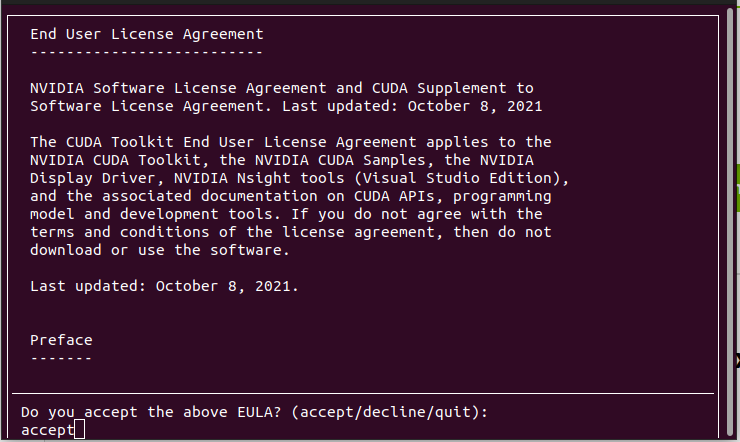 End User License Agreement
--------------------------
NVIDIA Software License Agreement and CUDA Supplement to
Software License Agreement. Last updated: October 8, 2021
The CUDA Toolkit End User License Agreement applies to the
NVIDIA CUDA Toolkit, the NVIDIA CUDA Samples, the NVIDIA
Display Driver, NVIDIA Nsight tools (Visual Studio Edition),
and the associated documentation on CUDA APIs, programming
model and development tools. If you do not agree with the
terms and conditions of the license agreement, then do not
download or use the software.
Last updated: October 8, 2021.
Preface
-------
Do you accept the above EULA? (accept/decline/quit):
accept